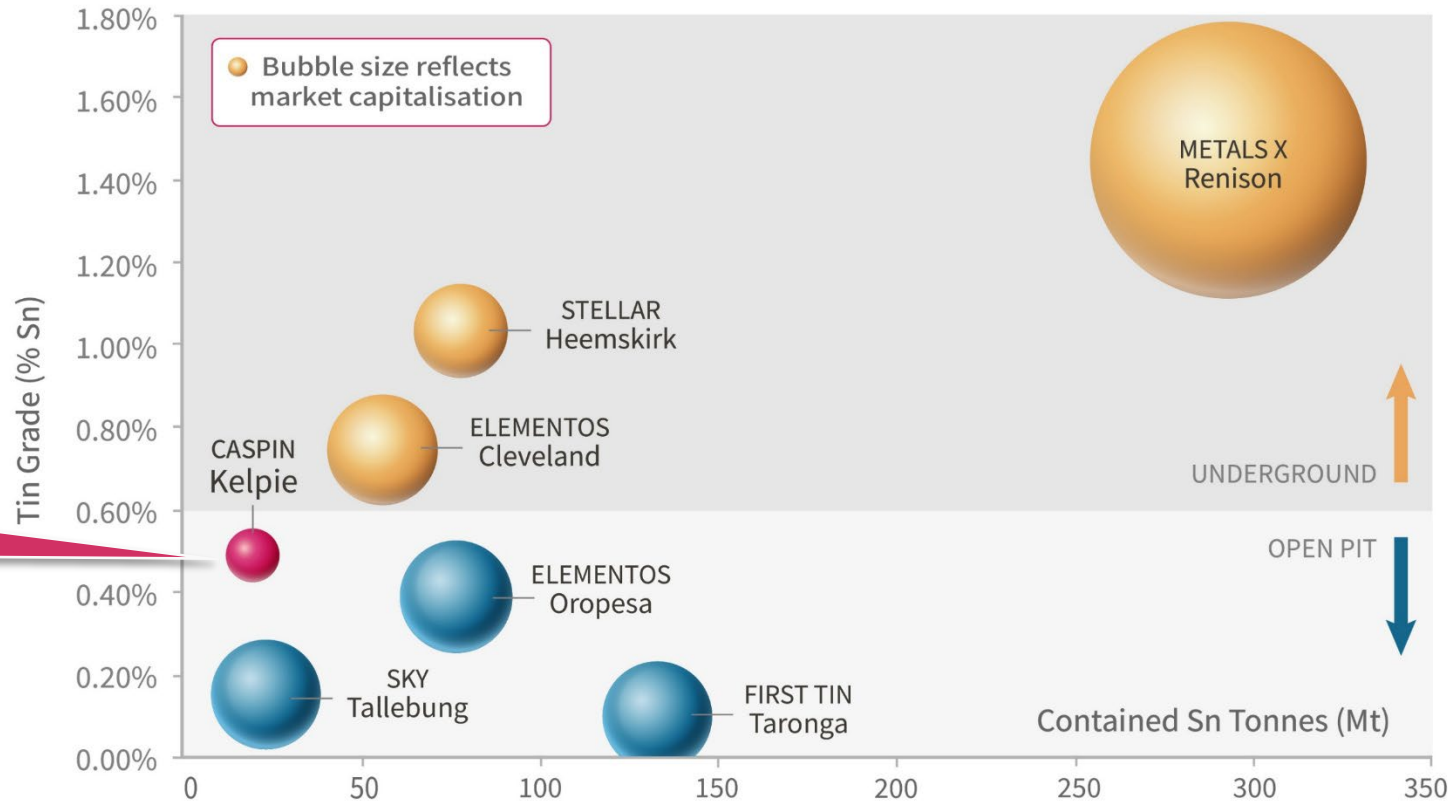 1.80%
1.60%
1.40%
1.20%
1.00%
0.80%
0.60%
0.40%
0.20%
0.00%
Tin Grade (% Sn)
Bubble size reflects
market capitalisation
METALS X
Renison
STELLAR
Heemskirk
ELEMENTOS
Cleveland
CASPIN
Kelpie
UNDERGROUND
OPEN PIT
ELEMENTOS
Oropesa
SKY
Tallebung
FIRST TIN
Taronga
Contained Sn Tonnes (Mt)
0 50 100 150 200 250 300 350